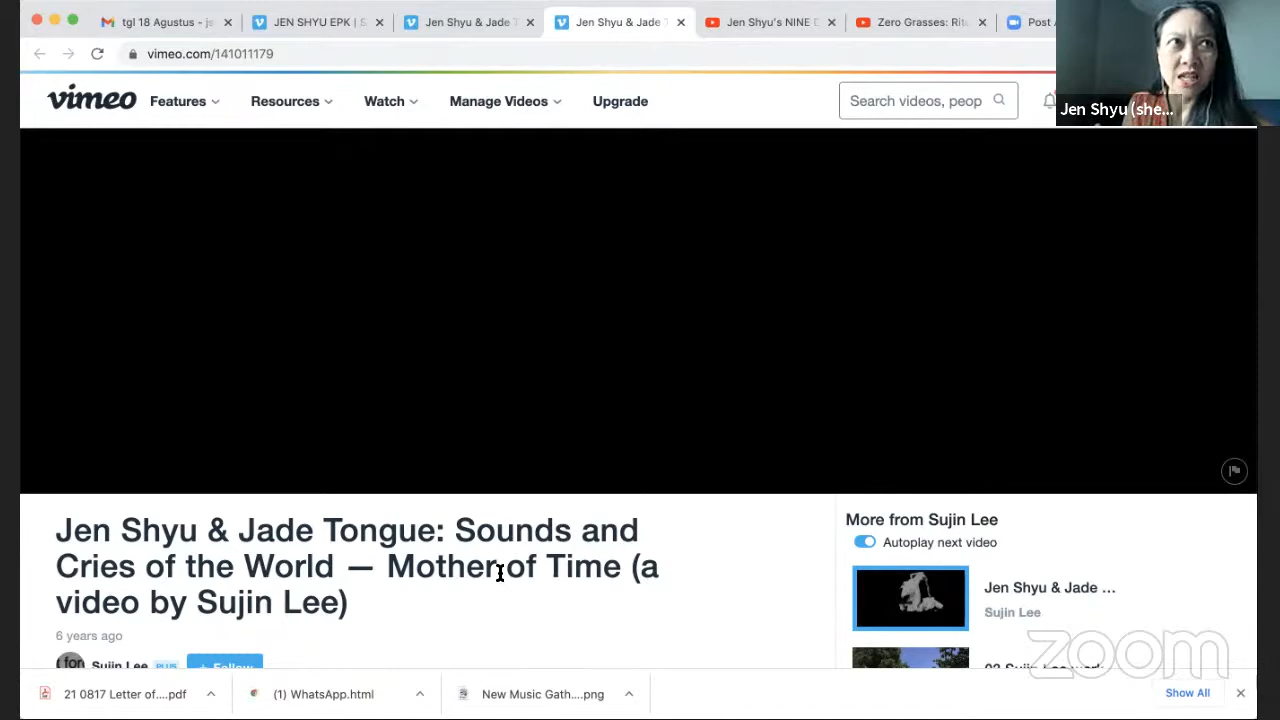 tgl 18 Agustus - js
JEN SHYU EPK | S
Jen Shyu & Jade T
Jen Shyu & Jade T
Jen Shyu's NINE D
Zero Grasses: Ritu
Post
vimeo.com/141011179
vimeo
Features
Resources
Watch
Manage Videos
Upgrade
Search videos, peop
Jen Shyu (she...
Jen Shyu & Jade Tongue: Sounds and
Cries of the World — Mother of Time (a
video by Sujin Lee)
6 years ago
Sujin Lee PLUS
+ Follow
More from Sujin Lee
Autoplay next video
Jen Shyu & Jade ...
Sujin Lee
zoom
21 0817 Letter of....pdf
(1) WhatsApp.html
New Music Gath....png
Show All